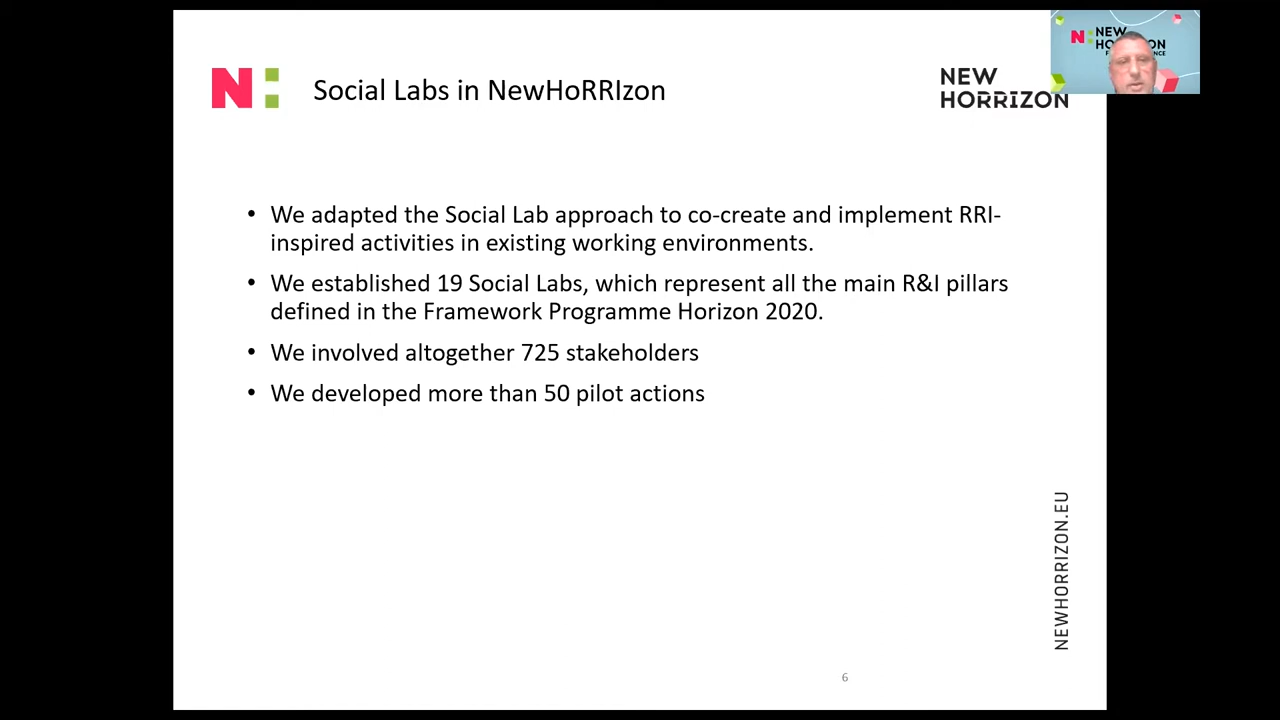 N:
Social Labs in NewHoRRIzon
NEW
HORRIZON
N: NEW
• We adapted the Social Lab approach to co-create and implement RRI-
inspired activities in existing working environments.
• We established 19 Social Labs, which represent all the main R&I pillars
defined in the Framework Programme Horizon 2020.
• We involved altogether 725 stakeholders
• We developed more than 50 pilot actions
NEWHORRIZON.EU
6